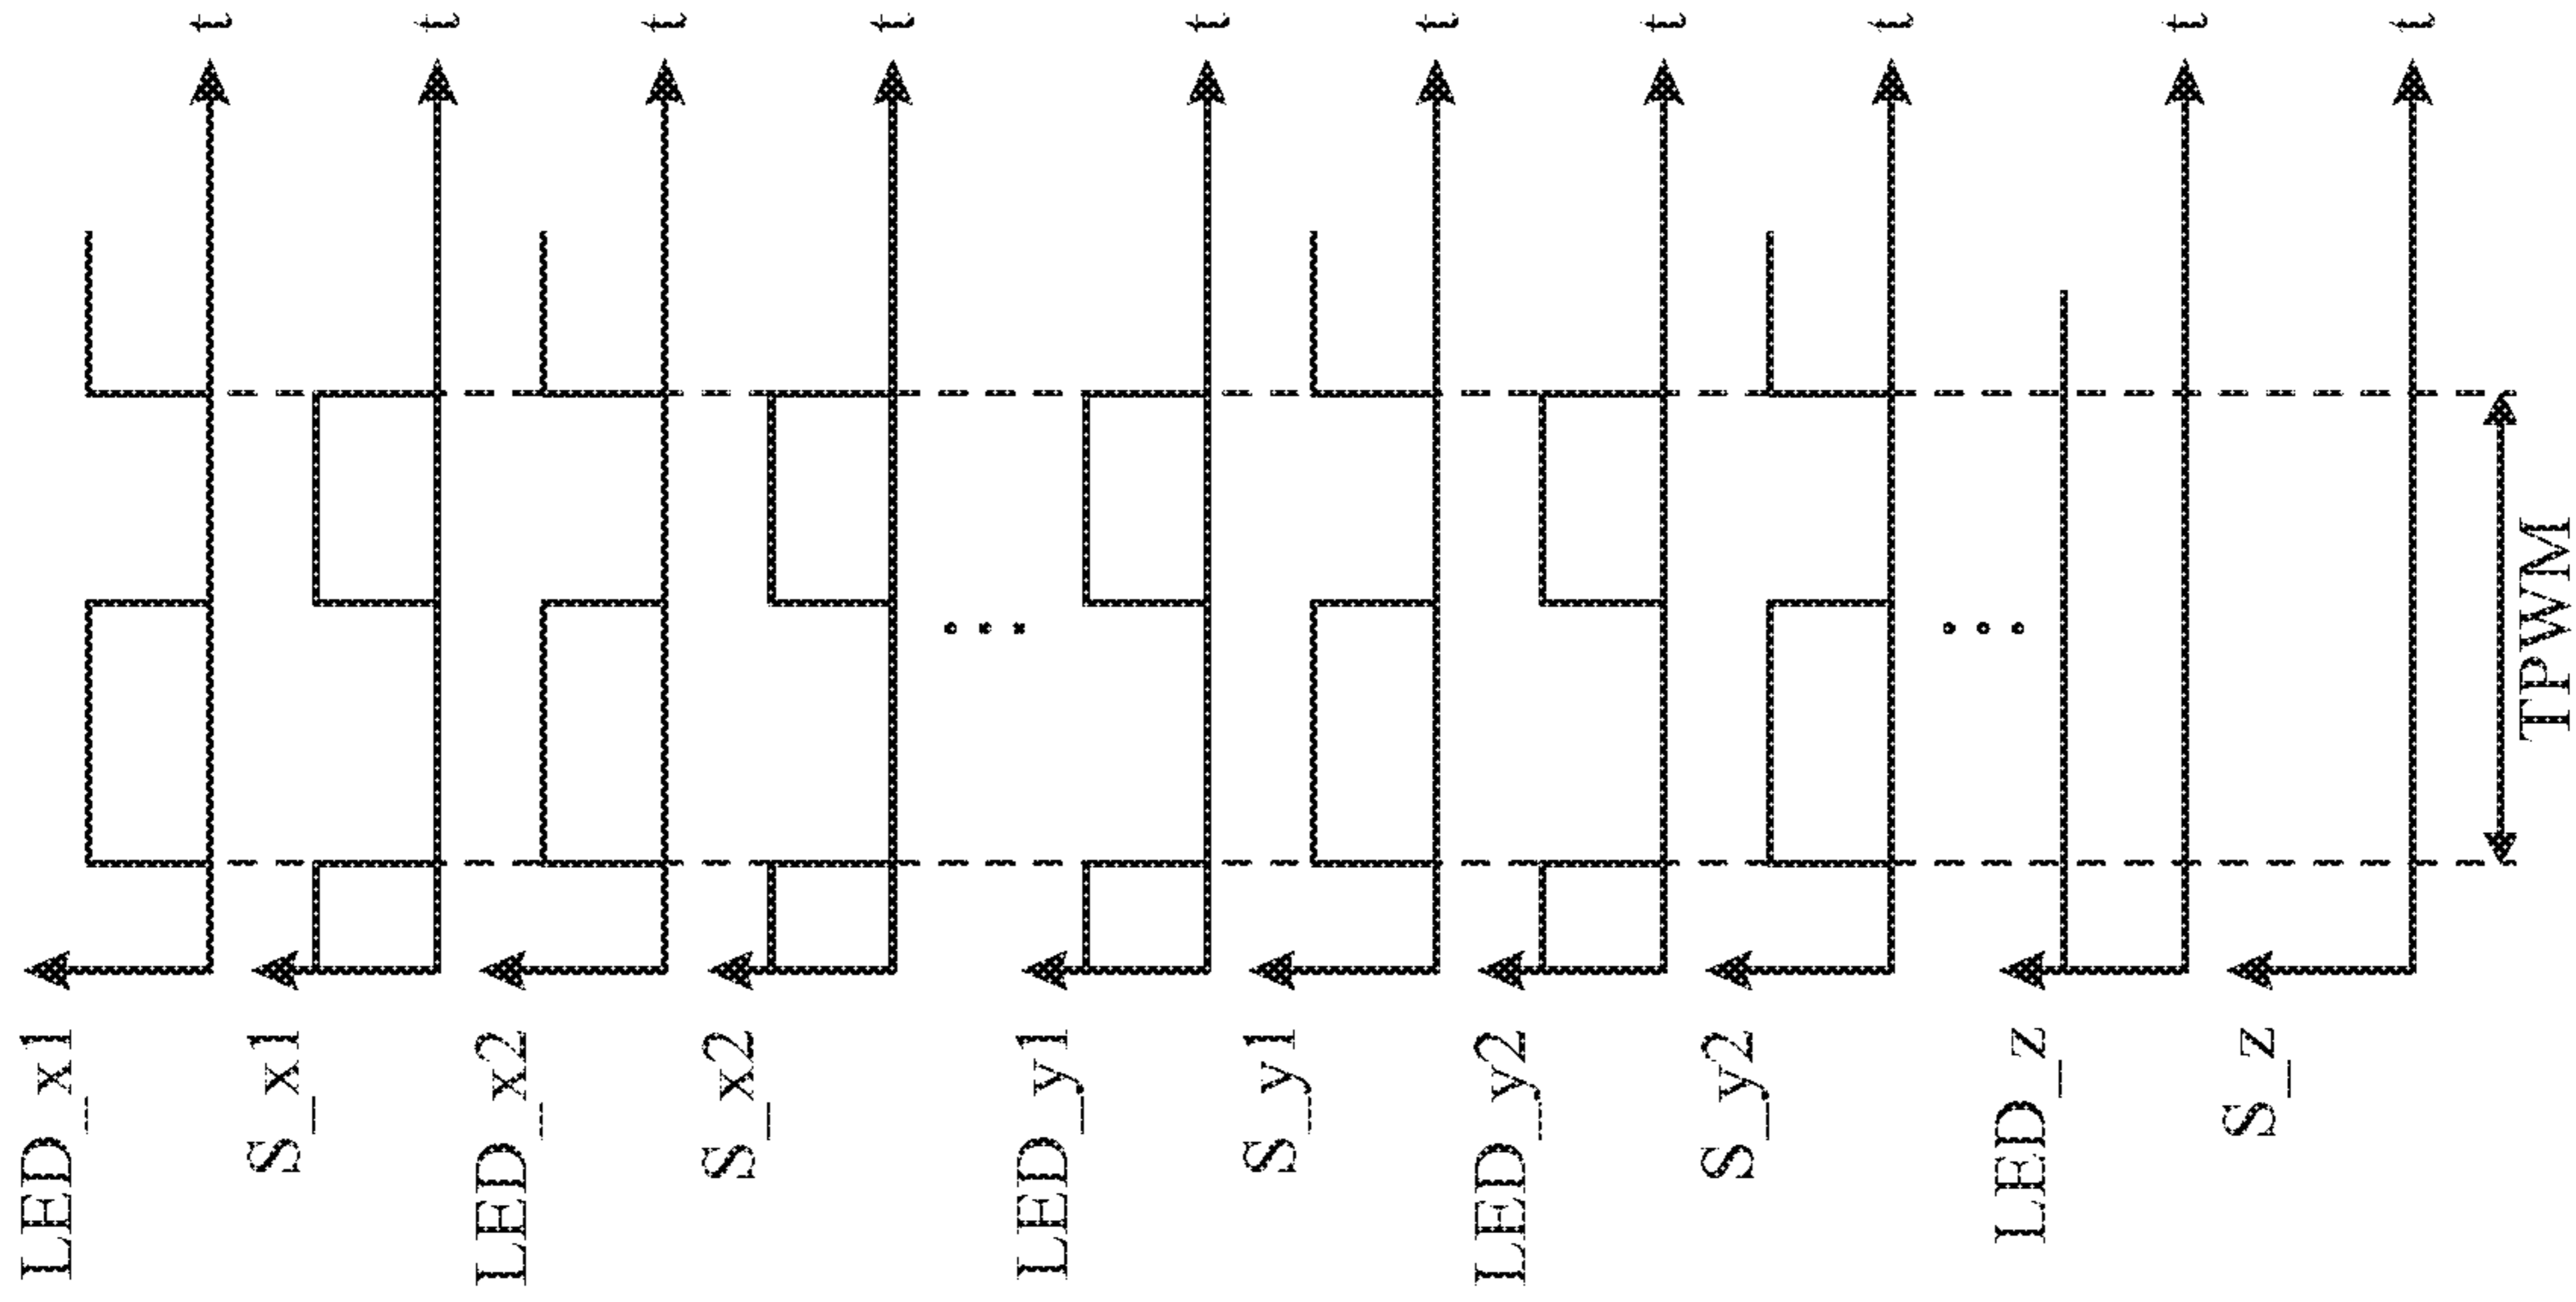 LED_x1
t
S_x1
t
LED_x2
t
S_x2
t
LED_y1
t
S_y1
t
LED_y2
t
S_y2
t
LED_z
t
S_z
t
TPWM